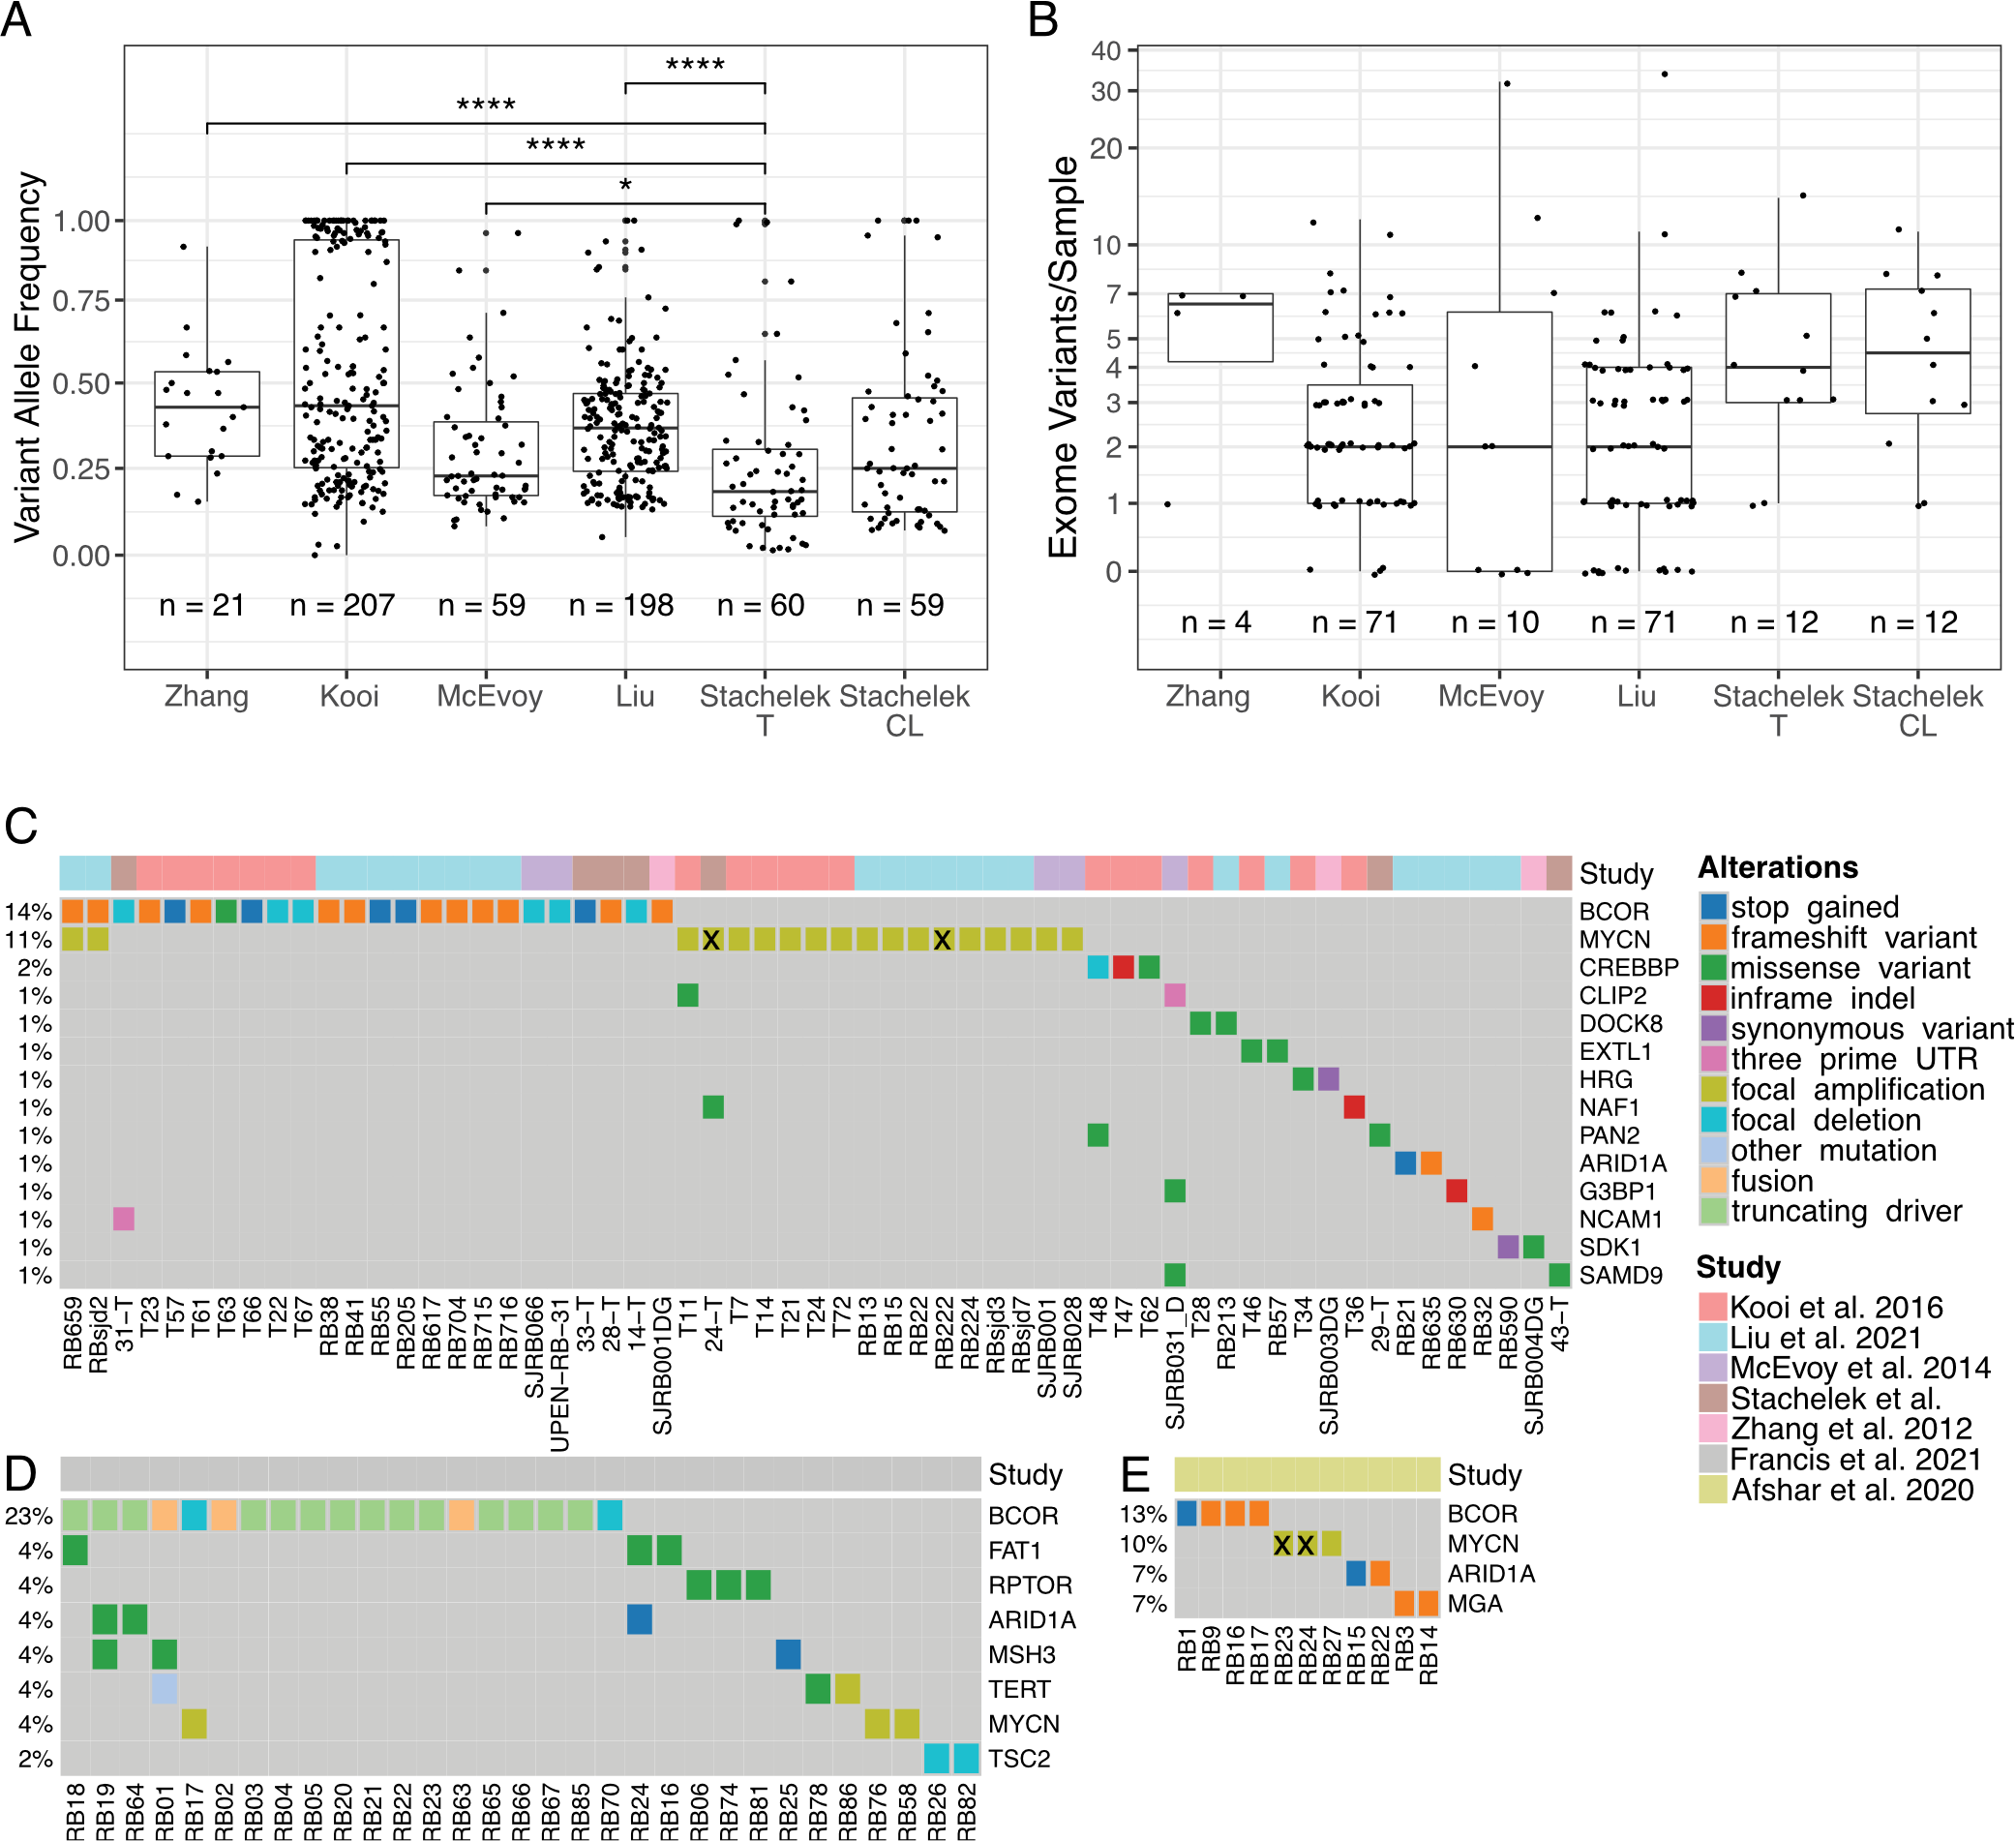 A
Variant Allele Frequency
1.00
0.75
0.50
0.25
0.00
****
****
****
*
n = 21
n = 207
n = 59
n = 198
n = 60
n = 59
Zhang
Kooi
McEvoy
Liu
Stachelek T
Stachelek CL
B
Exome Variants/Sample
40
30
20
10
7
5
4
3
2
1
0
n = 4
n = 71
n = 10
n = 71
n = 12
n = 12
Zhang
Kooi
McEvoy
Liu
Stachelek T
Stachelek CL
C
Study
14% BCOR
11% X X MYCN
2% CREBBP
1% CLIP2
1% DOCK8
1% EXTL1
1% HRG
1% NAF1
1% PAN2
1% ARID1A
1% G3BP1
1% NCAM1
1% SDK1
1% SAMD9
RB659
RBsjd2
31-T
T23
T57
T61
T63
T66
T22
T67
RB38
RB41
RB55
RB205
RB617
RB704
RB715
RB716
SJRB066
UPEN-RB-31
33-T
28-T
14-T
SJRB001DG
T11
24-T
T7
T14
T21
T24
T72
RB13
RB15
RB22
RB222
RB224
RBsjd3
RBsjd7
SJRB001
SJRB028
T48
T47
T62
SJRB031_D
T28
RB213
T46
RB57
T34
SJRB003DG
T36
29-T
RB21
RB635
RB630
RB32
RB590
SJRB004DG
43-T
Alterations
stop gained
frameshift variant
missense variant
inframe indel
synonymous variant
three prime UTR
focal amplification
focal deletion
other mutation
fusion
truncating driver
Study
Kooi et al. 2016
Liu et al. 2021
McEvoy et al. 2014
Stachelek et al.
Zhang et al. 2012
Francis et al. 2021
Afshar et al. 2020
D
Study
23% BCOR
4% FAT1
4% RPTOR
4% ARID1A
4% MSH3
4% TERT
4% MYCN
2% TSC2
RB18
RB19
RB64
RB01
RB17
RB02
RB03
RB04
RB05
RB20
RB21
RB22
RB23
RB63
RB65
RB66
RB67
RB85
RB70
RB24
RB16
RB06
RB74
RB81
RB25
RB78
RB86
RB76
RB58
RB26
RB82
E
Study
13% BCOR
10% X X MYCN
7% ARID1A
7% MGA
RB1
RB9
RB16
RB17
RB23
RB24
RB27
RB15
RB22
RB3
RB14